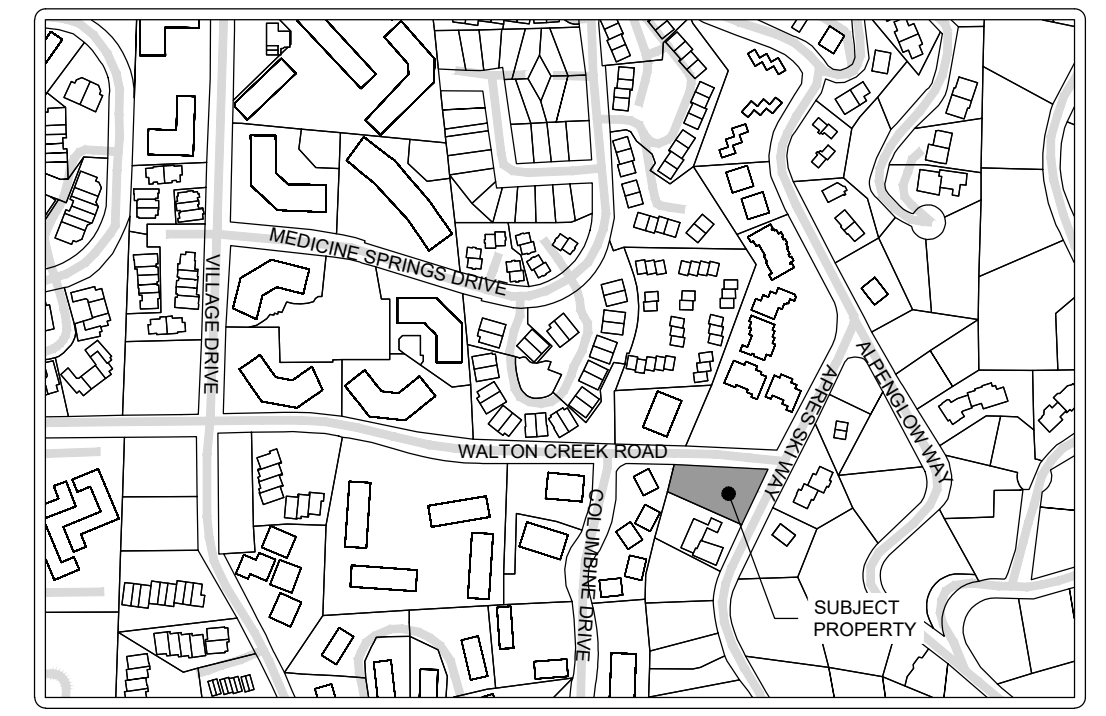 MEDICINE SPRINGS DRIVE
VILLAGE DRIVE
ALPENGLOW WAY
APRES SKI WAY
WALTON CREEK ROAD
COLUMBINE DRIVE
SUBJECT
PROPERTY